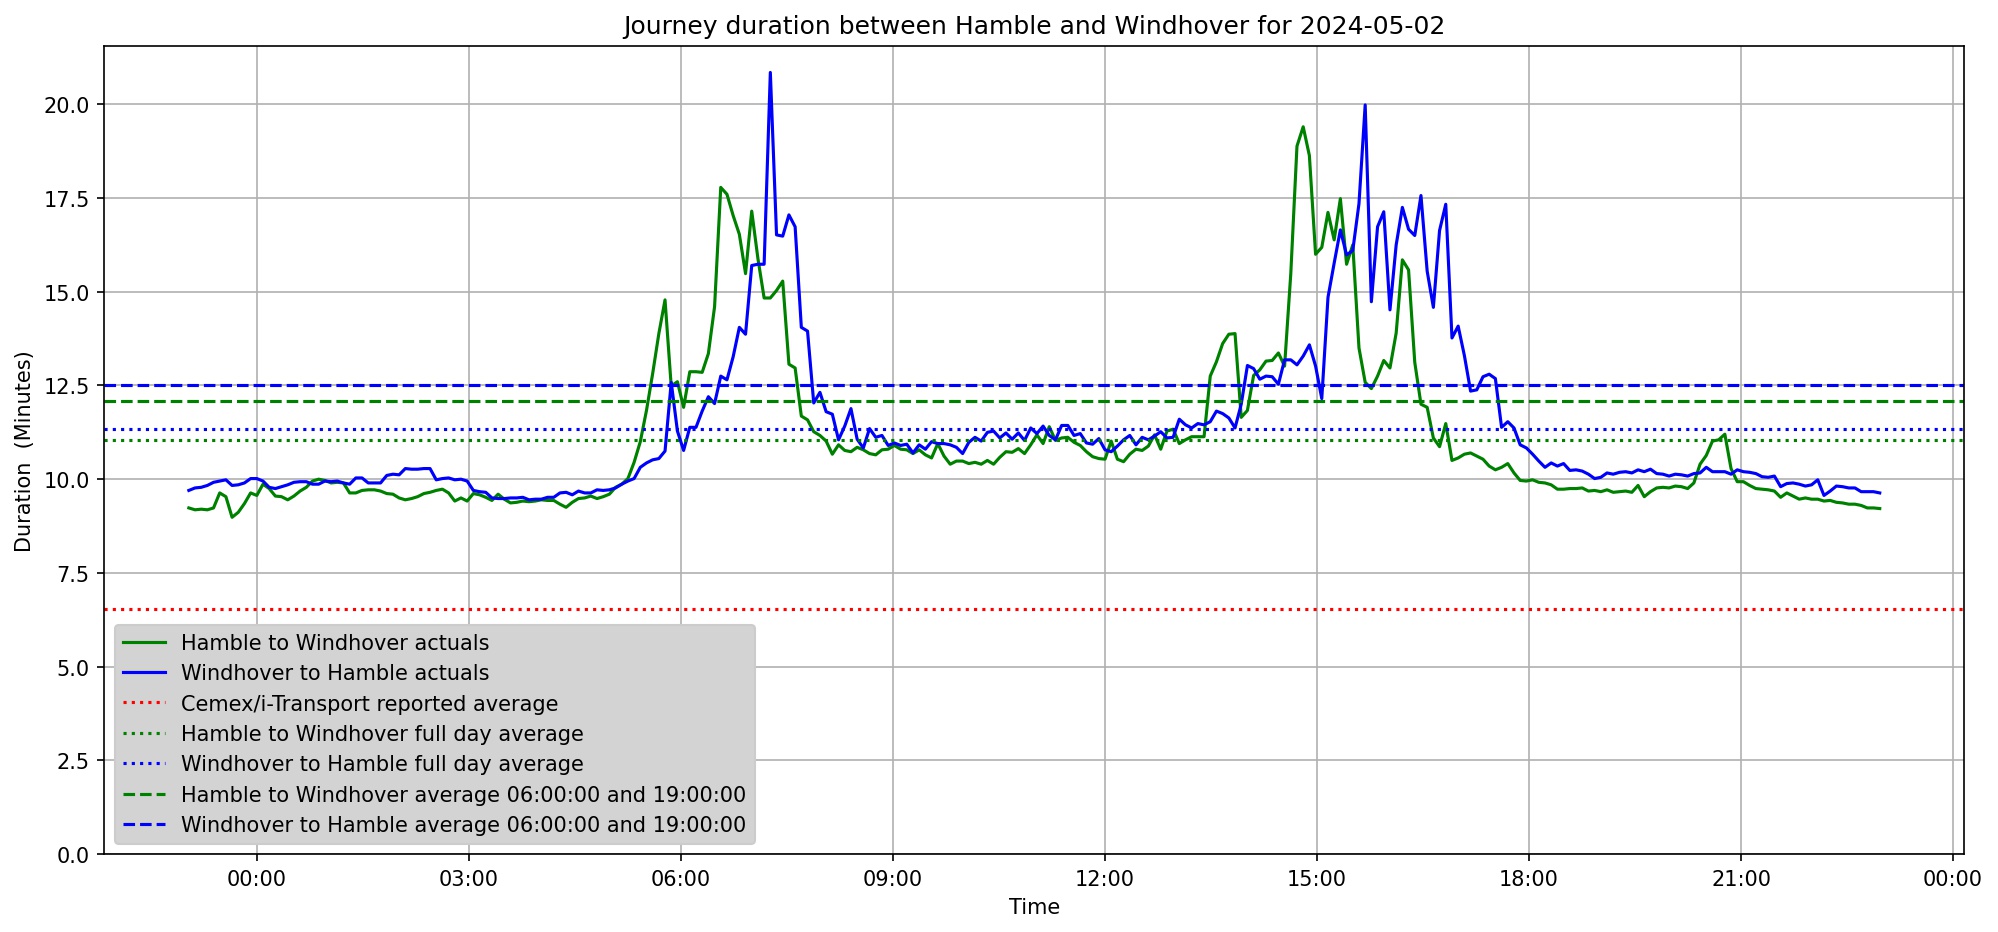 Journey duration between Hamble and Windhover for 2024-05-02
20.0
17.5
15.0
12.5
10.0
7.5
5.0
2.5
0.0
Duration (Minutes)
Hamble to Windhover actuals
Windhover to Hamble actuals
Cemex/i-Transport reported average
Hamble to Windhover full day average
Windhover to Hamble full day average
Hamble to Windhover average 06:00:00 and 19:00:00
Windhover to Hamble average 06:00:00 and 19:00:00
00:00 03:00 06:00 09:00 12:00 15:00 18:00 21:00 00:00
Time